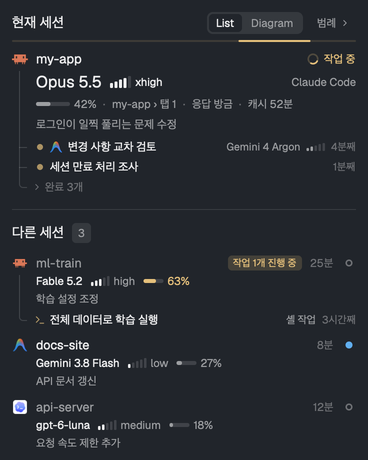 현재 세션 List Diagram 범례 >
my-app 작업 중
Opus 5.5 xhigh Claude Code
42% · my-app › 탭 1 · 응답 방금 · 캐시 52분
로그인이 일찍 풀리는 문제 수정
변경 사항 교차 검토 Gemini 4 Argon 4분째
세션 만료 처리 조사 1분째
> 완료 3개
다른 세션 3
ml-train 작업 1개 진행 중 25분
Fable 5.2 high 63%
학습 설정 조정
>_ 전체 데이터로 학습 실행 셸 작업 3시간째
docs-site 8분
Gemini 3.8 Flash low 27%
API 문서 갱신
api-server 12분
gpt-6-luna medium 18%
요청 속도 제한 추가